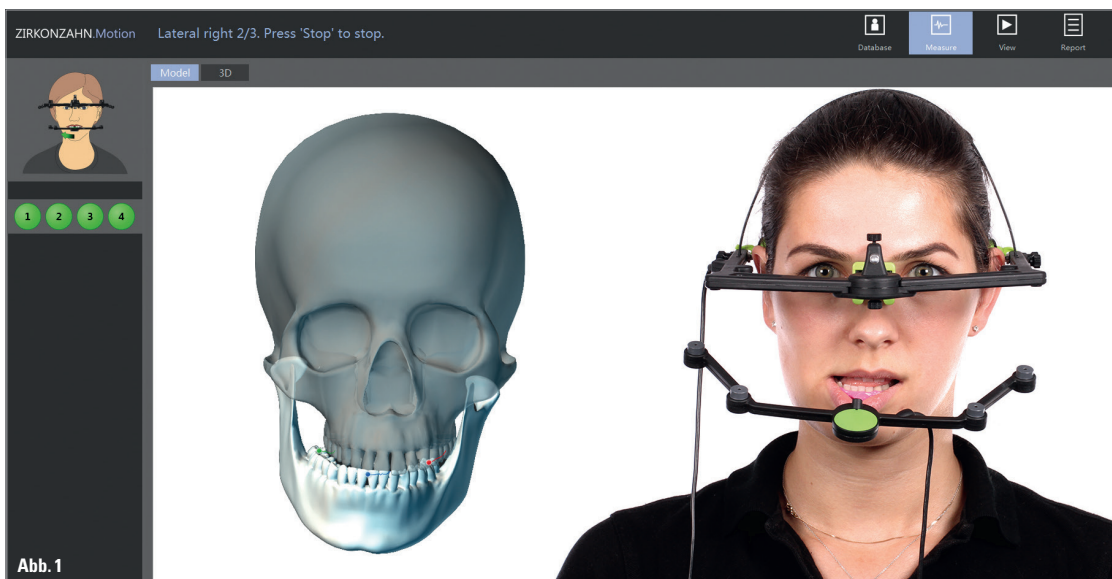 ZIRKONZAHN.Motion
Lateral right 2/3. Press 'Stop' to stop.
Database
Measure
View
Report
Model
3D
1 2 3 4
Abb. 1